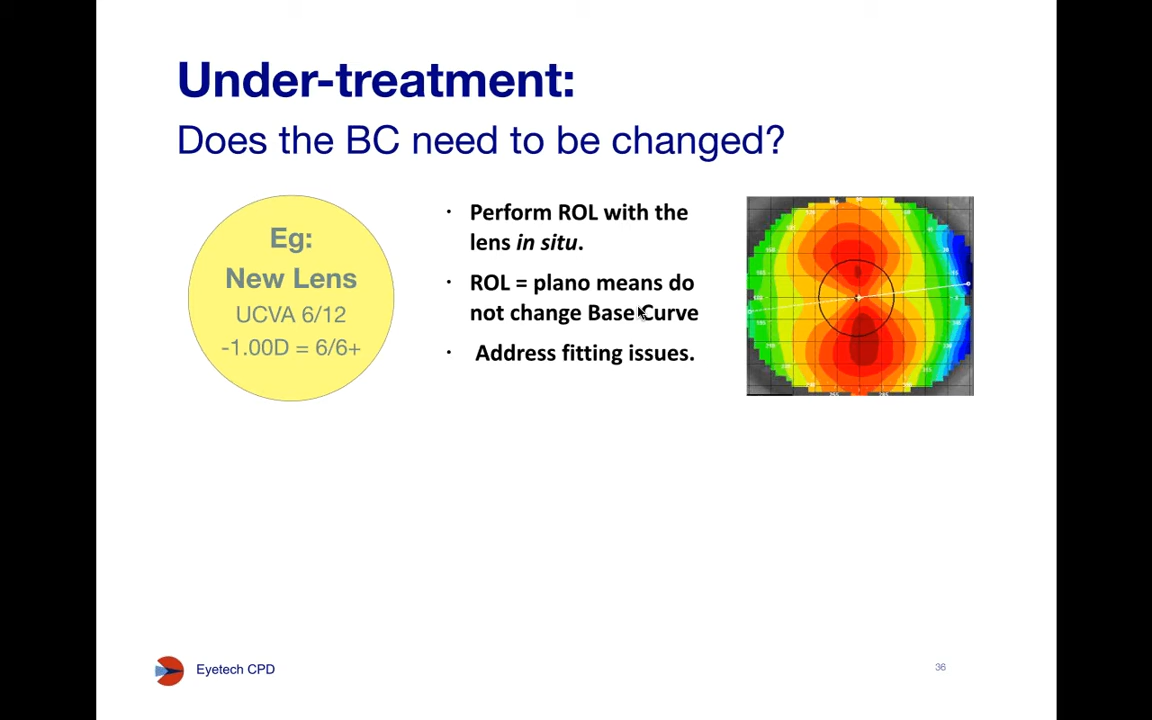 Under-treatment:
Does the BC need to be changed?
Eg:
New Lens
UCVA 6/12
-1.00D = 6/6+
· Perform ROL with the
lens in situ.
· ROL = plano means do
not change Base Curve
· Address fitting issues.
Eyetech CPD
36